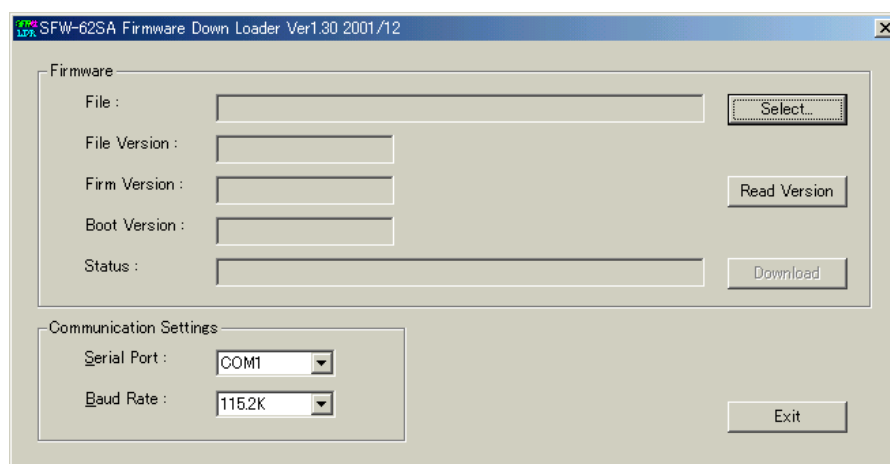 SFW-62SA Firmware Down Loader Ver1.30 2001/12
Firmware
File :
Select...
File Version :
Firm Version :
Read Version
Boot Version :
Status :
Download
Communication Settings
Serial Port :
COM1
Baud Rate :
115.2K
Exit